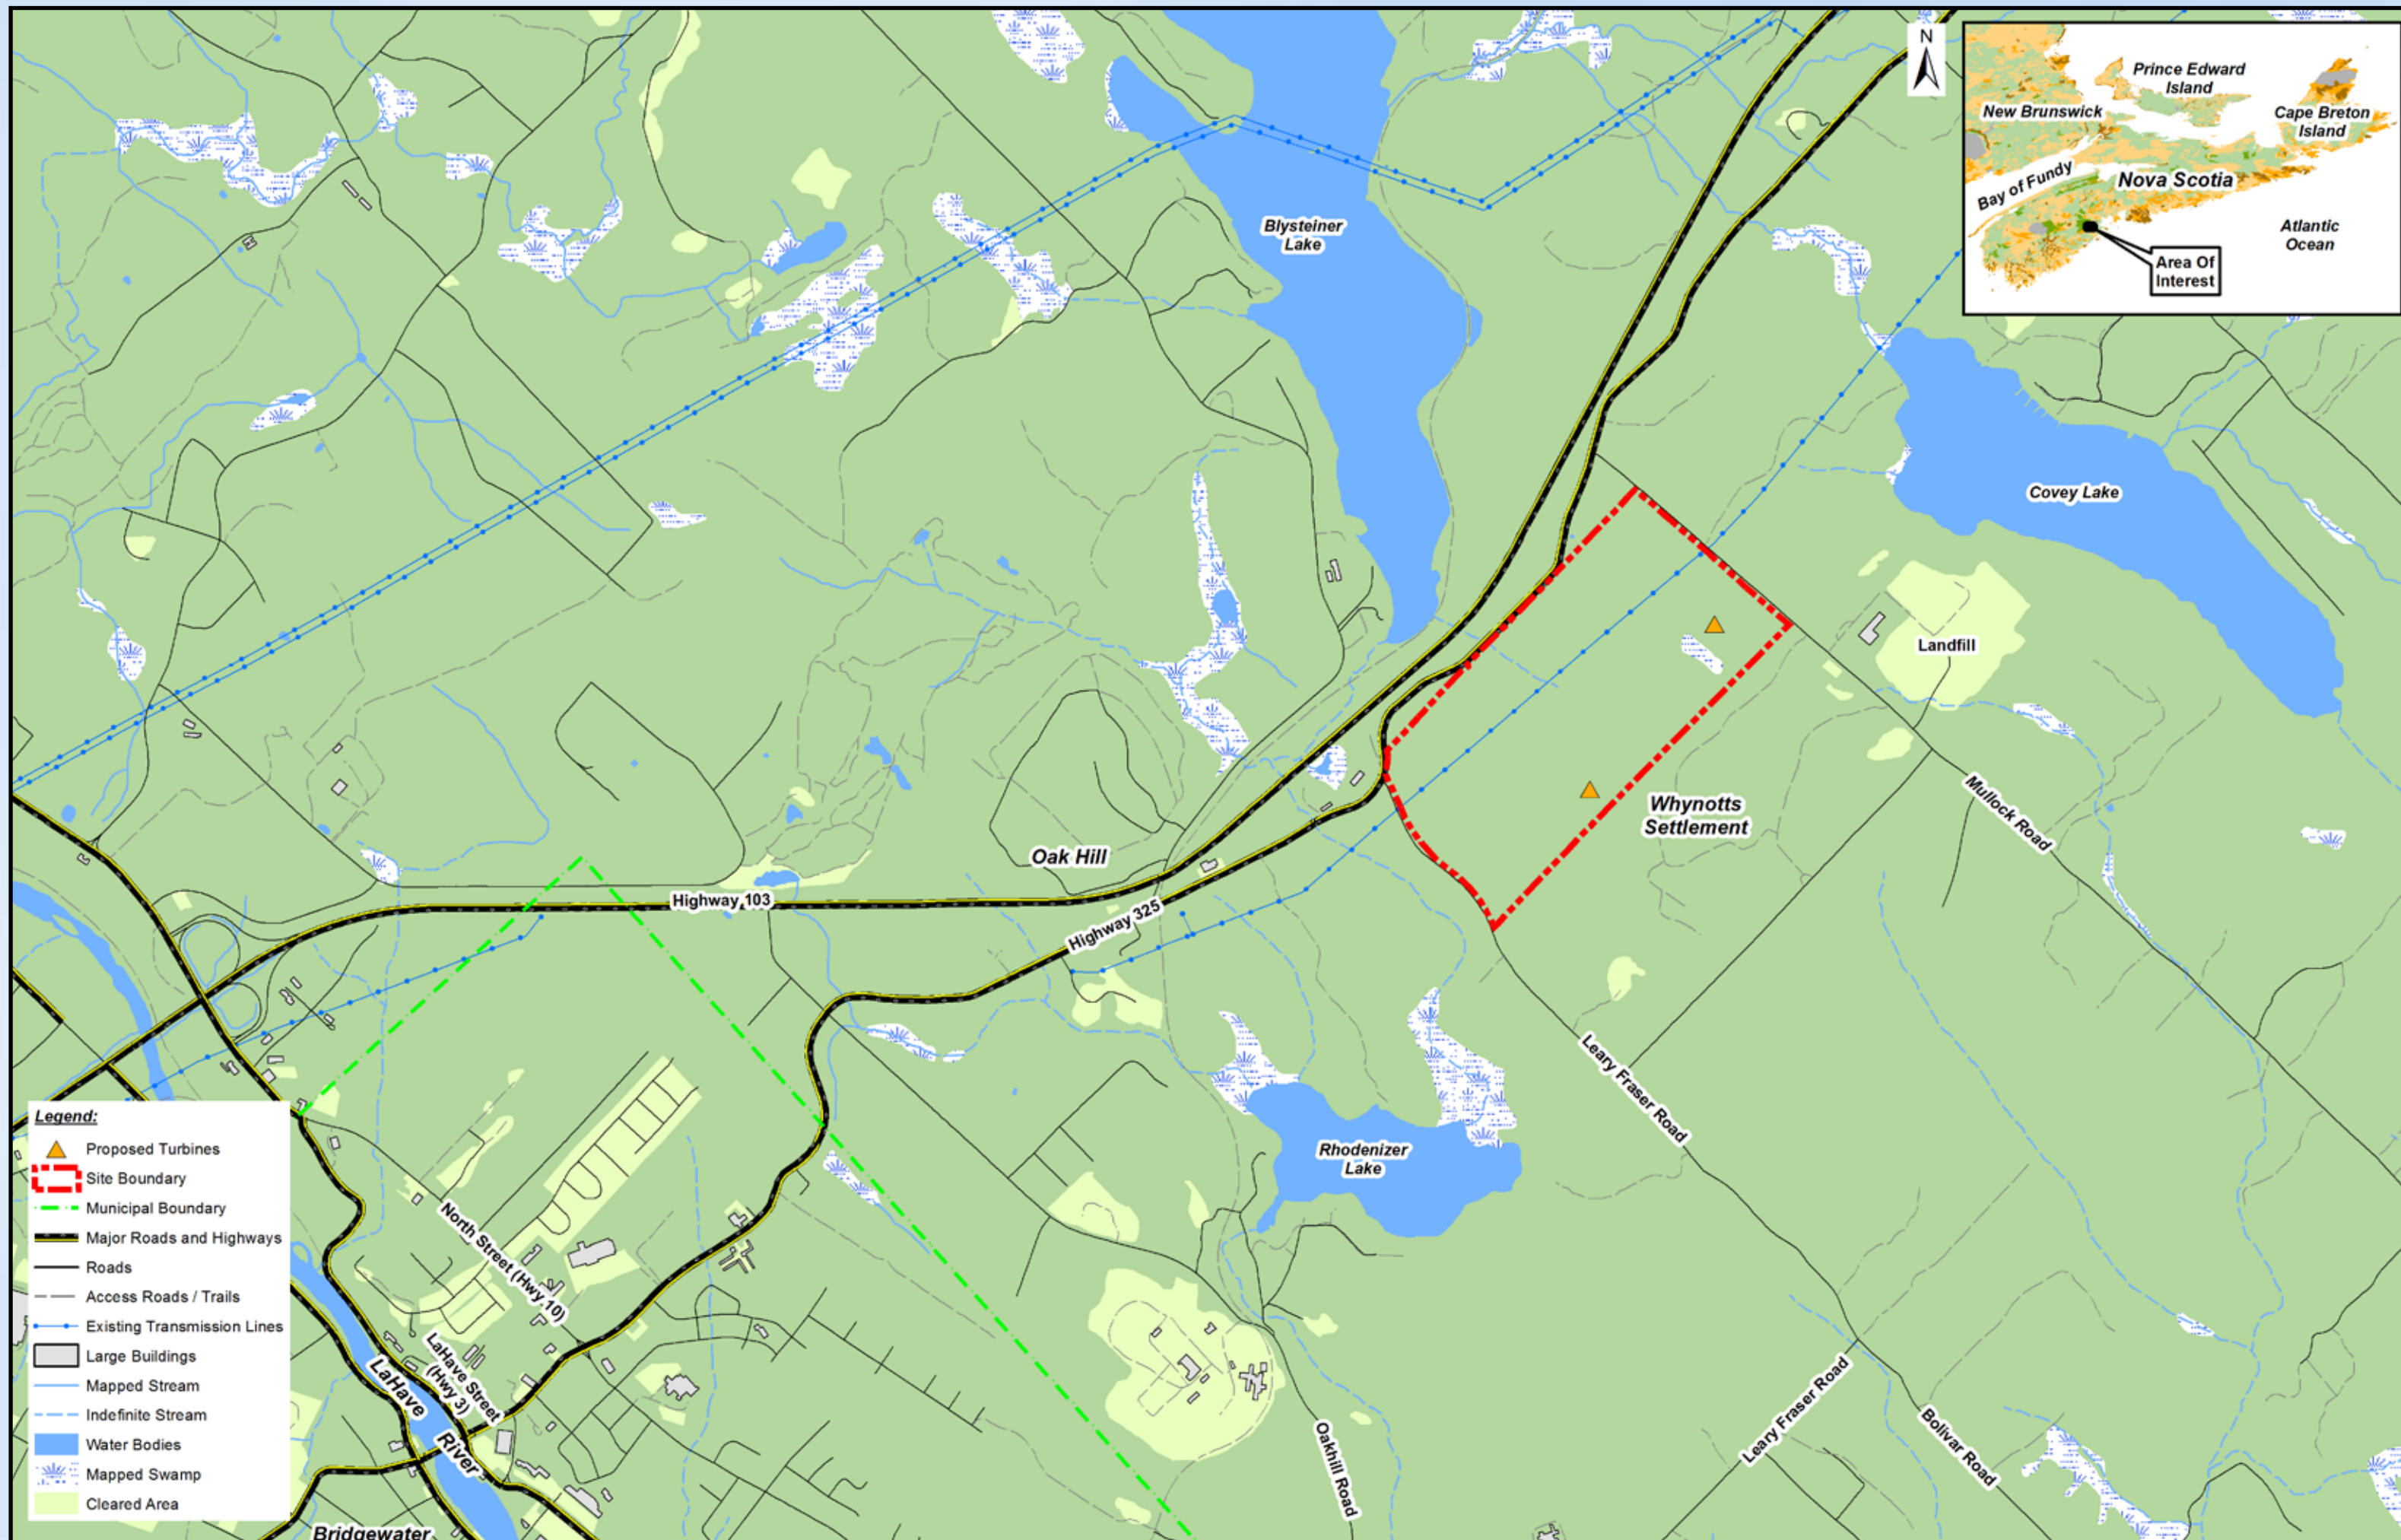 N
Prince Edward
Island
New Brunswick
Cape Breton
Island
Bay of Fundy
Nova Scotia
Atlantic
Ocean
Area Of
Interest
Blysteiner
Lake
Covey Lake
Landfill
Whynotts
Settlement
Mullock Road
Oak Hill
Highway 103
Highway 325
Leary Fraser Road
Rhodenizer
Lake
North Street (Hwy 10)
LaHave Street
(Hwy 3)
LaHave River
Oakhill Road
Leary Fraser Road
Bolivar Road
Bridgewater
Legend:
Proposed Turbines
Site Boundary
Municipal Boundary
Major Roads and Highways
Roads
Access Roads / Trails
Existing Transmission Lines
Large Buildings
Mapped Stream
Indefinite Stream
Water Bodies
Mapped Swamp
Cleared Area